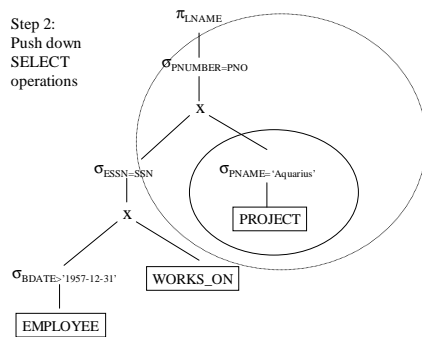 Step 2:
Push down
SELECT
operations
πLNAME
σPNUMBER=PNO
x
σESSN=SSN
σPNAME='Aquarius'
PROJECT
x
σBDATE>'1957-12-31'
WORKS_ON
EMPLOYEE